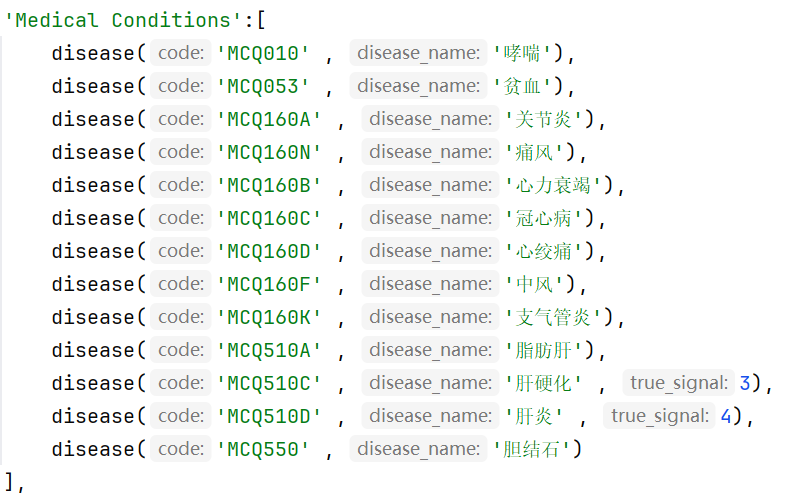 'Medical Conditions':[
disease( code: 'MCQ010' , disease_name: '哮喘'),
disease( code: 'MCQ053' , disease_name: '贫血'),
disease( code: 'MCQ160A' , disease_name: '关节炎'),
disease( code: 'MCQ160N' , disease_name: '痛风'),
disease( code: 'MCQ160B' , disease_name: '心力衰竭'),
disease( code: 'MCQ160C' , disease_name: '冠心病'),
disease( code: 'MCQ160D' , disease_name: '心绞痛'),
disease( code: 'MCQ160F' , disease_name: '中风'),
disease( code: 'MCQ160K' , disease_name: '支气管炎'),
disease( code: 'MCQ510A' , disease_name: '脂肪肝'),
disease( code: 'MCQ510C' , disease_name: '肝硬化' , true_signal: 3),
disease( code: 'MCQ510D' , disease_name: '肝炎' , true_signal: 4),
disease( code: 'MCQ550' , disease_name: '胆结石')
],